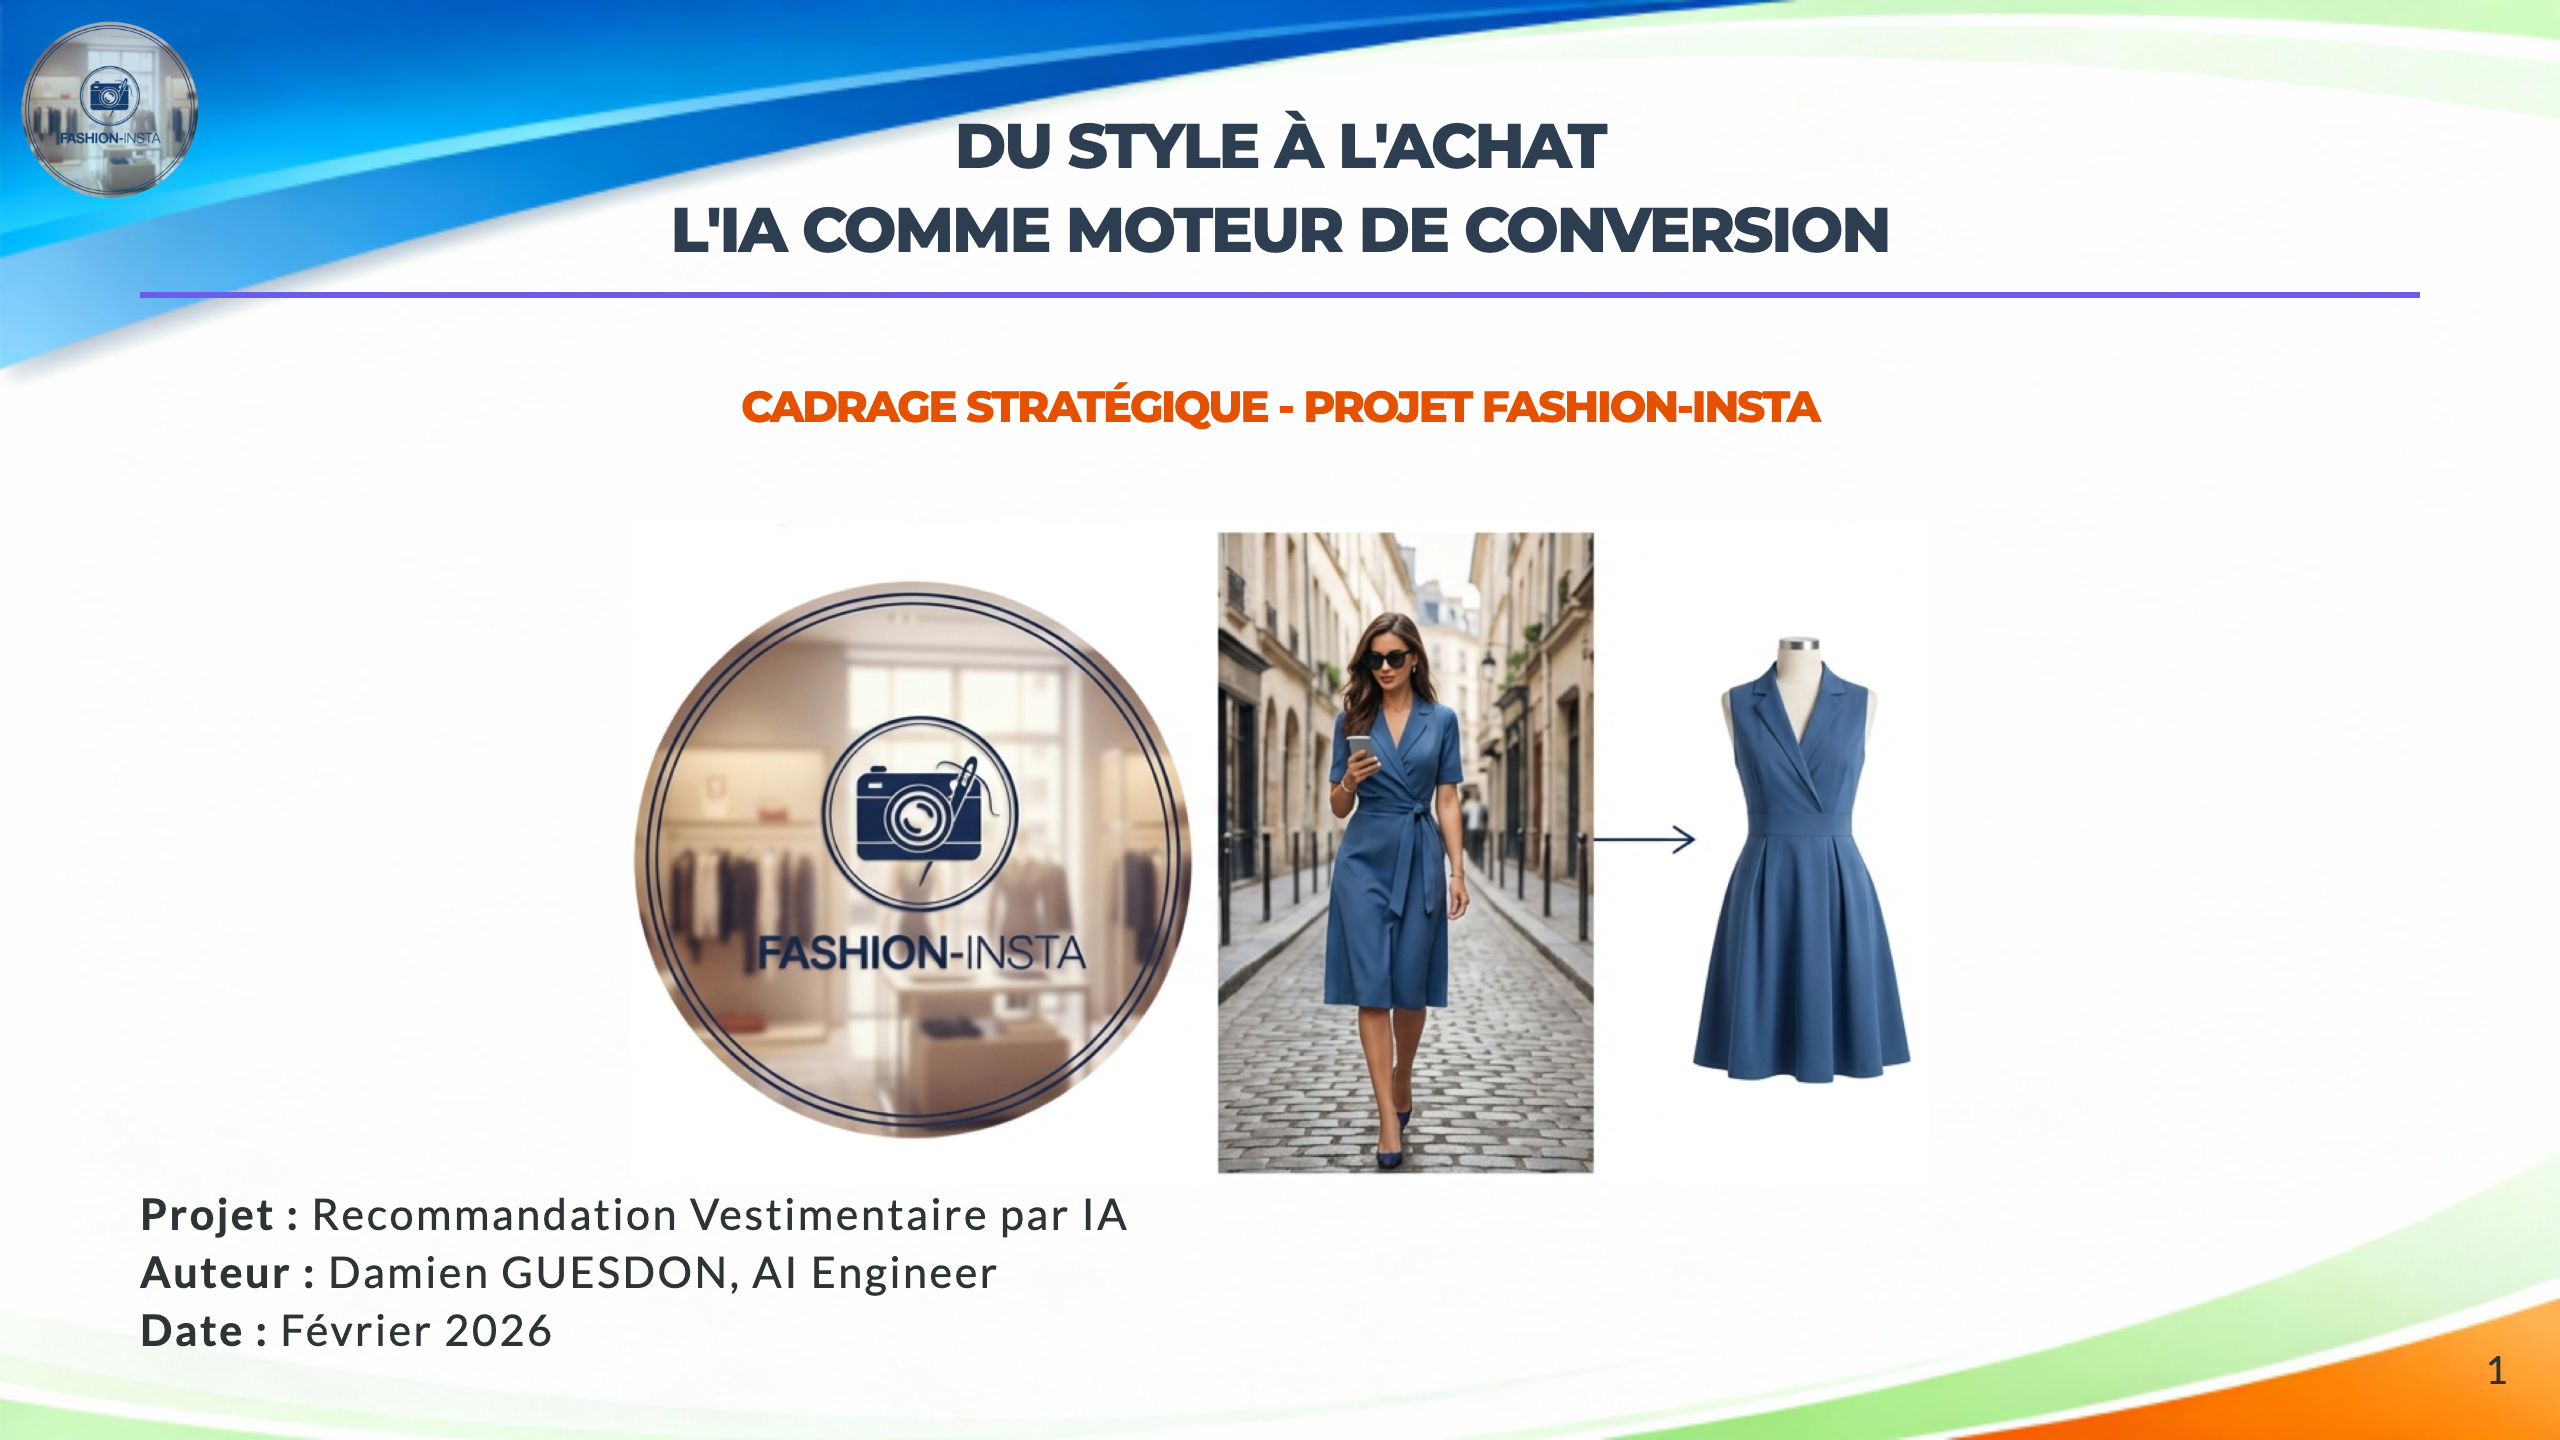 FASHION-INSTA
DU STYLE À L'ACHAT
L'IA COMME MOTEUR DE CONVERSION
CADRAGE STRATÉGIQUE - PROJET FASHION-INSTA
FASHION-INSTA
Projet : Recommandation Vestimentaire par IA
Auteur : Damien GUESDON, AI Engineer
Date : Février 2026
1